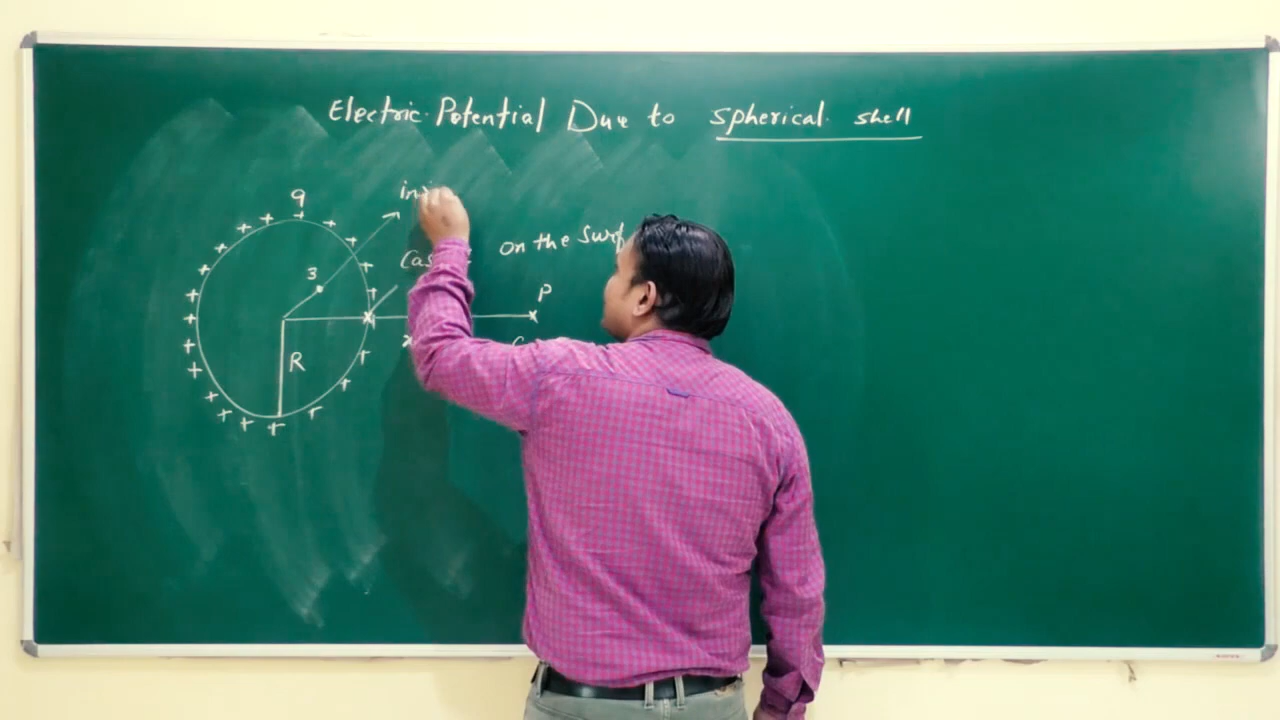 Electric Potential Due to spherical shell
q
on the Surf
3
P
R